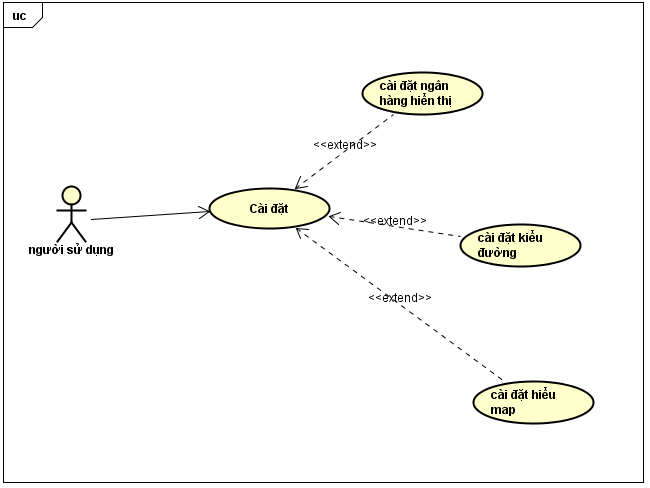 uc
cài đặt ngân
hàng hiển thị
<<extend>>
Cài đặt
người sử dụng
<<extend>>
cài đặt kiểu
đường
<<extend>>
cài đặt hiểu
map